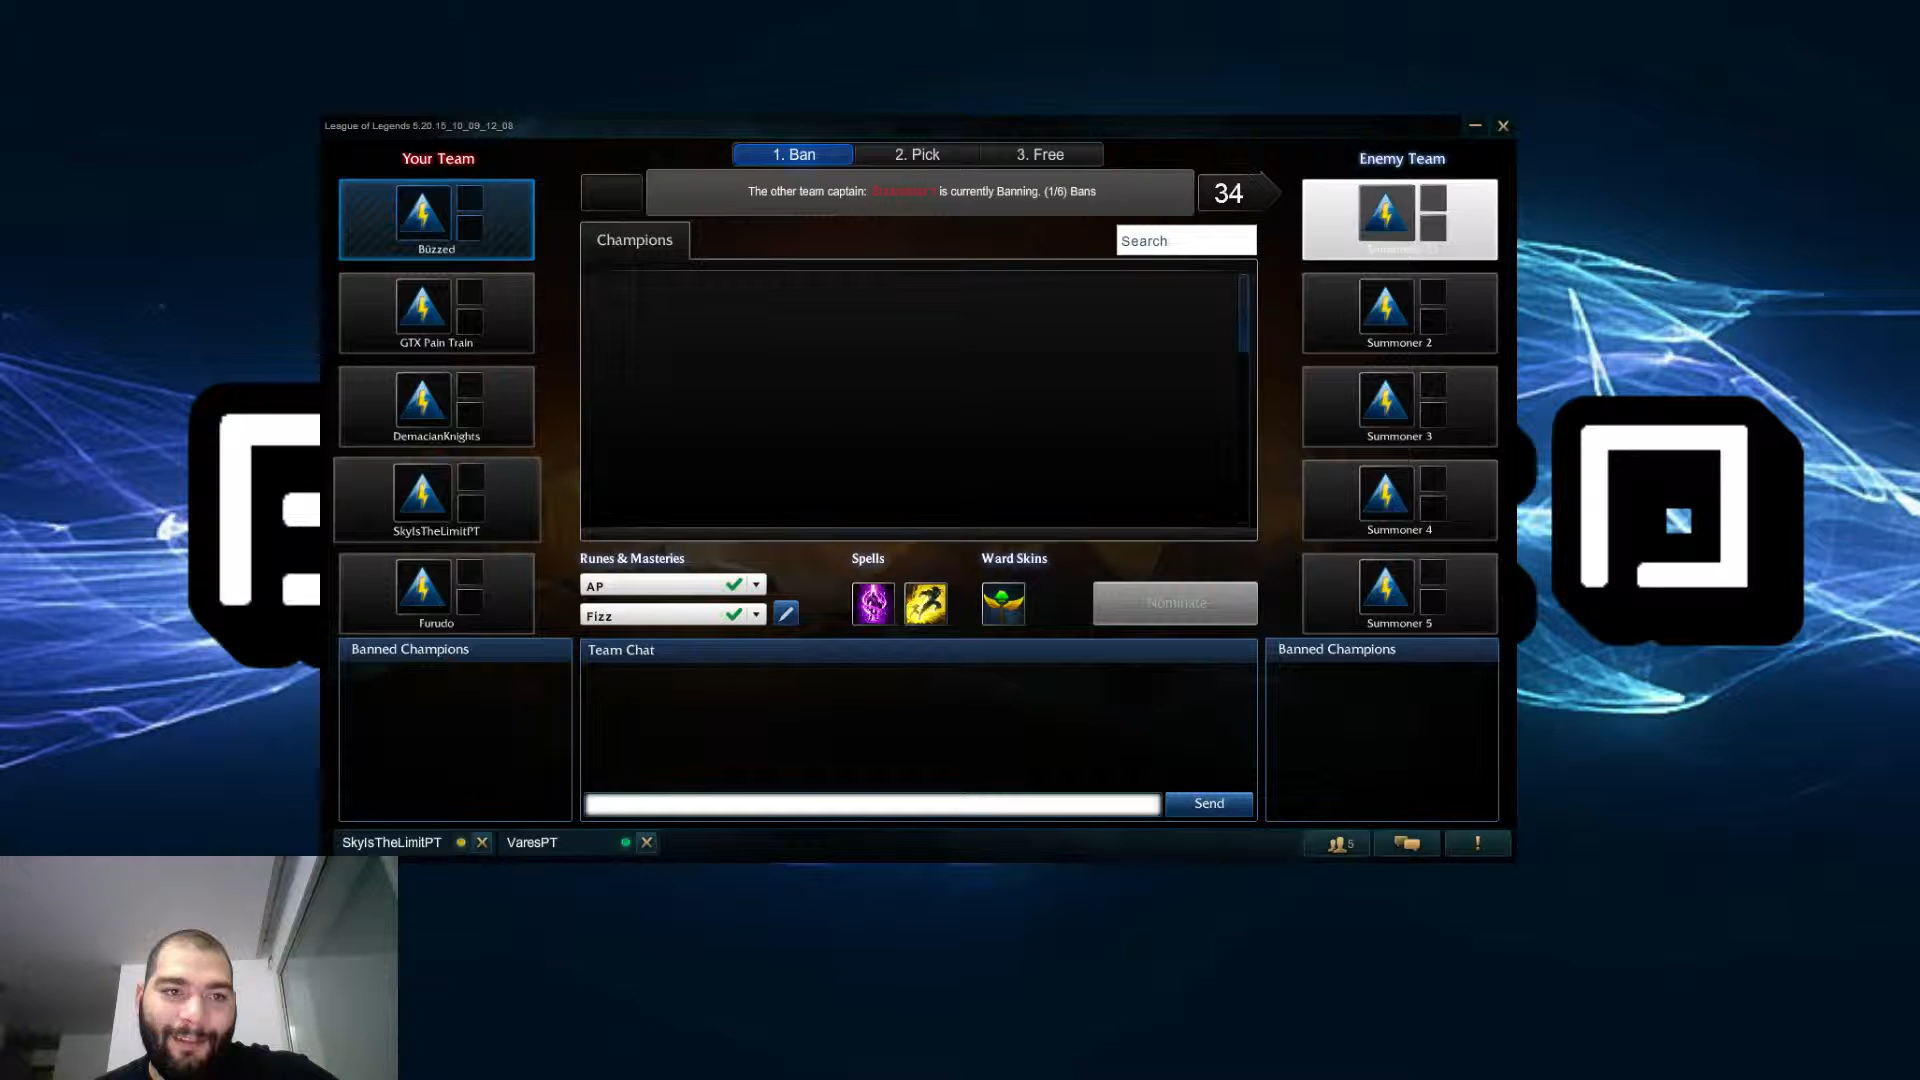 League of Legends 5.20.15_10_09_12_08
Your Team
1. Ban
2. Pick
3. Free
Enemy Team
The other team captain: is currently Banning. (1/6) Bans
34
Champions
Search
Büzzed
GTX Pain Train
Summoner 2
DemacianKnights
Summoner 3
SkyIsTheLimitPT
Summoner 4
Furudo
Summoner 5
Runes & Masteries
Spells
Ward Skins
AP
Fizz
Nominate
Banned Champions
Team Chat
Banned Champions
Send
SkyIsTheLimitPT
VaresPT
5